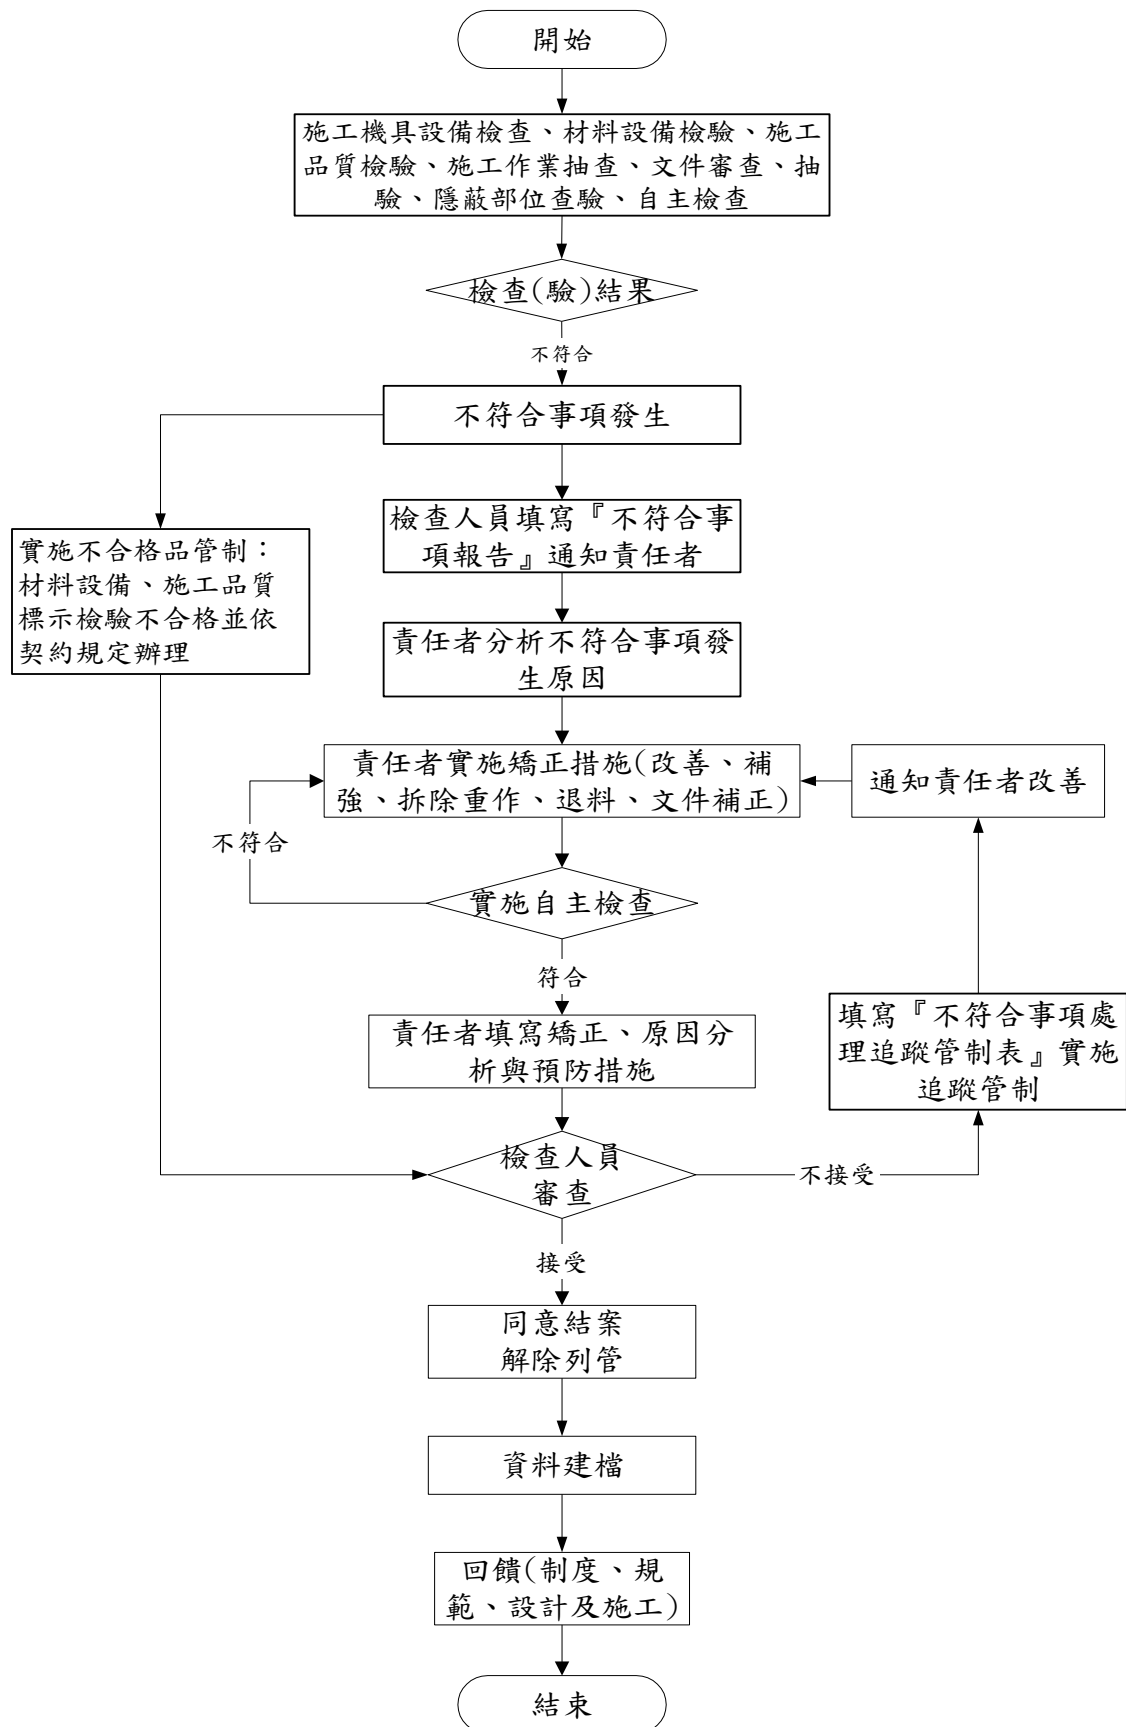 開始
施工機具設備檢查、材料設備檢驗、施工
品質檢驗、施工作業抽查、文件審查、抽
驗、隱蔽部位查驗、自主檢查
檢查(驗)結果
不符合
不符合事項發生
檢查人員填寫『不符合事
項報告』通知責任者
實施不合格品管制：
材料設備、施工品質
標示檢驗不合格並依
契約規定辦理
責任者分析不符合事項發
生原因
責任者實施矯正措施(改善、補
強、拆除重作、退料、文件補正)
通知責任者改善
不符合
實施自主檢查
符合
責任者填寫矯正、原因分
析與預防措施
填寫『不符合事項處
理追蹤管制表』實施
追蹤管制
檢查人員
審查
不接受
接受
同意結案
解除列管
資料建檔
回饋(制度、規
範、設計及施工)
結束